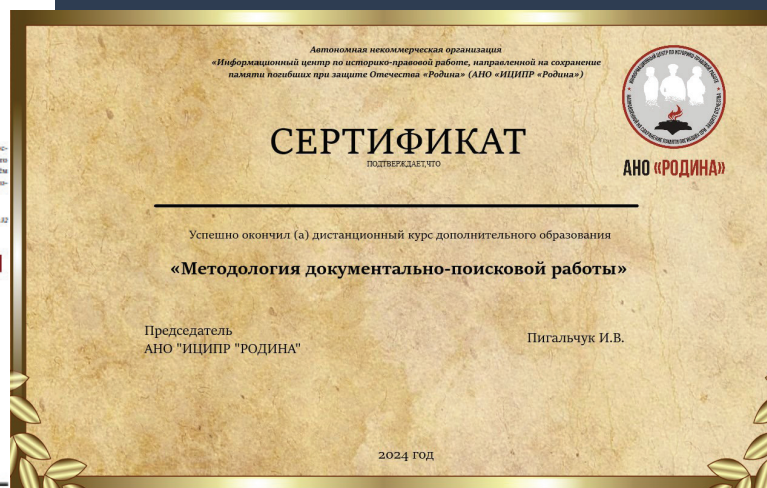 Автономная некоммерческая организация
«Информационный центр по историко-правовой работе, направленной на сохранение
памяти погибших при защите Отечества «Родина» (АНО «ИЦИПР «Родина»)
СЕРТИФИКАТ
ПОДТВЕРЖДАЕТ,ЧТО
АНО «РОДИНА»
Успешно окончил (а) дистанционный курс дополнительного образования
«Методология документально-поисковой работы»
Председатель
АНО "ИЦИПР "РОДИНА"
Пигальчук И.В.
2024 год